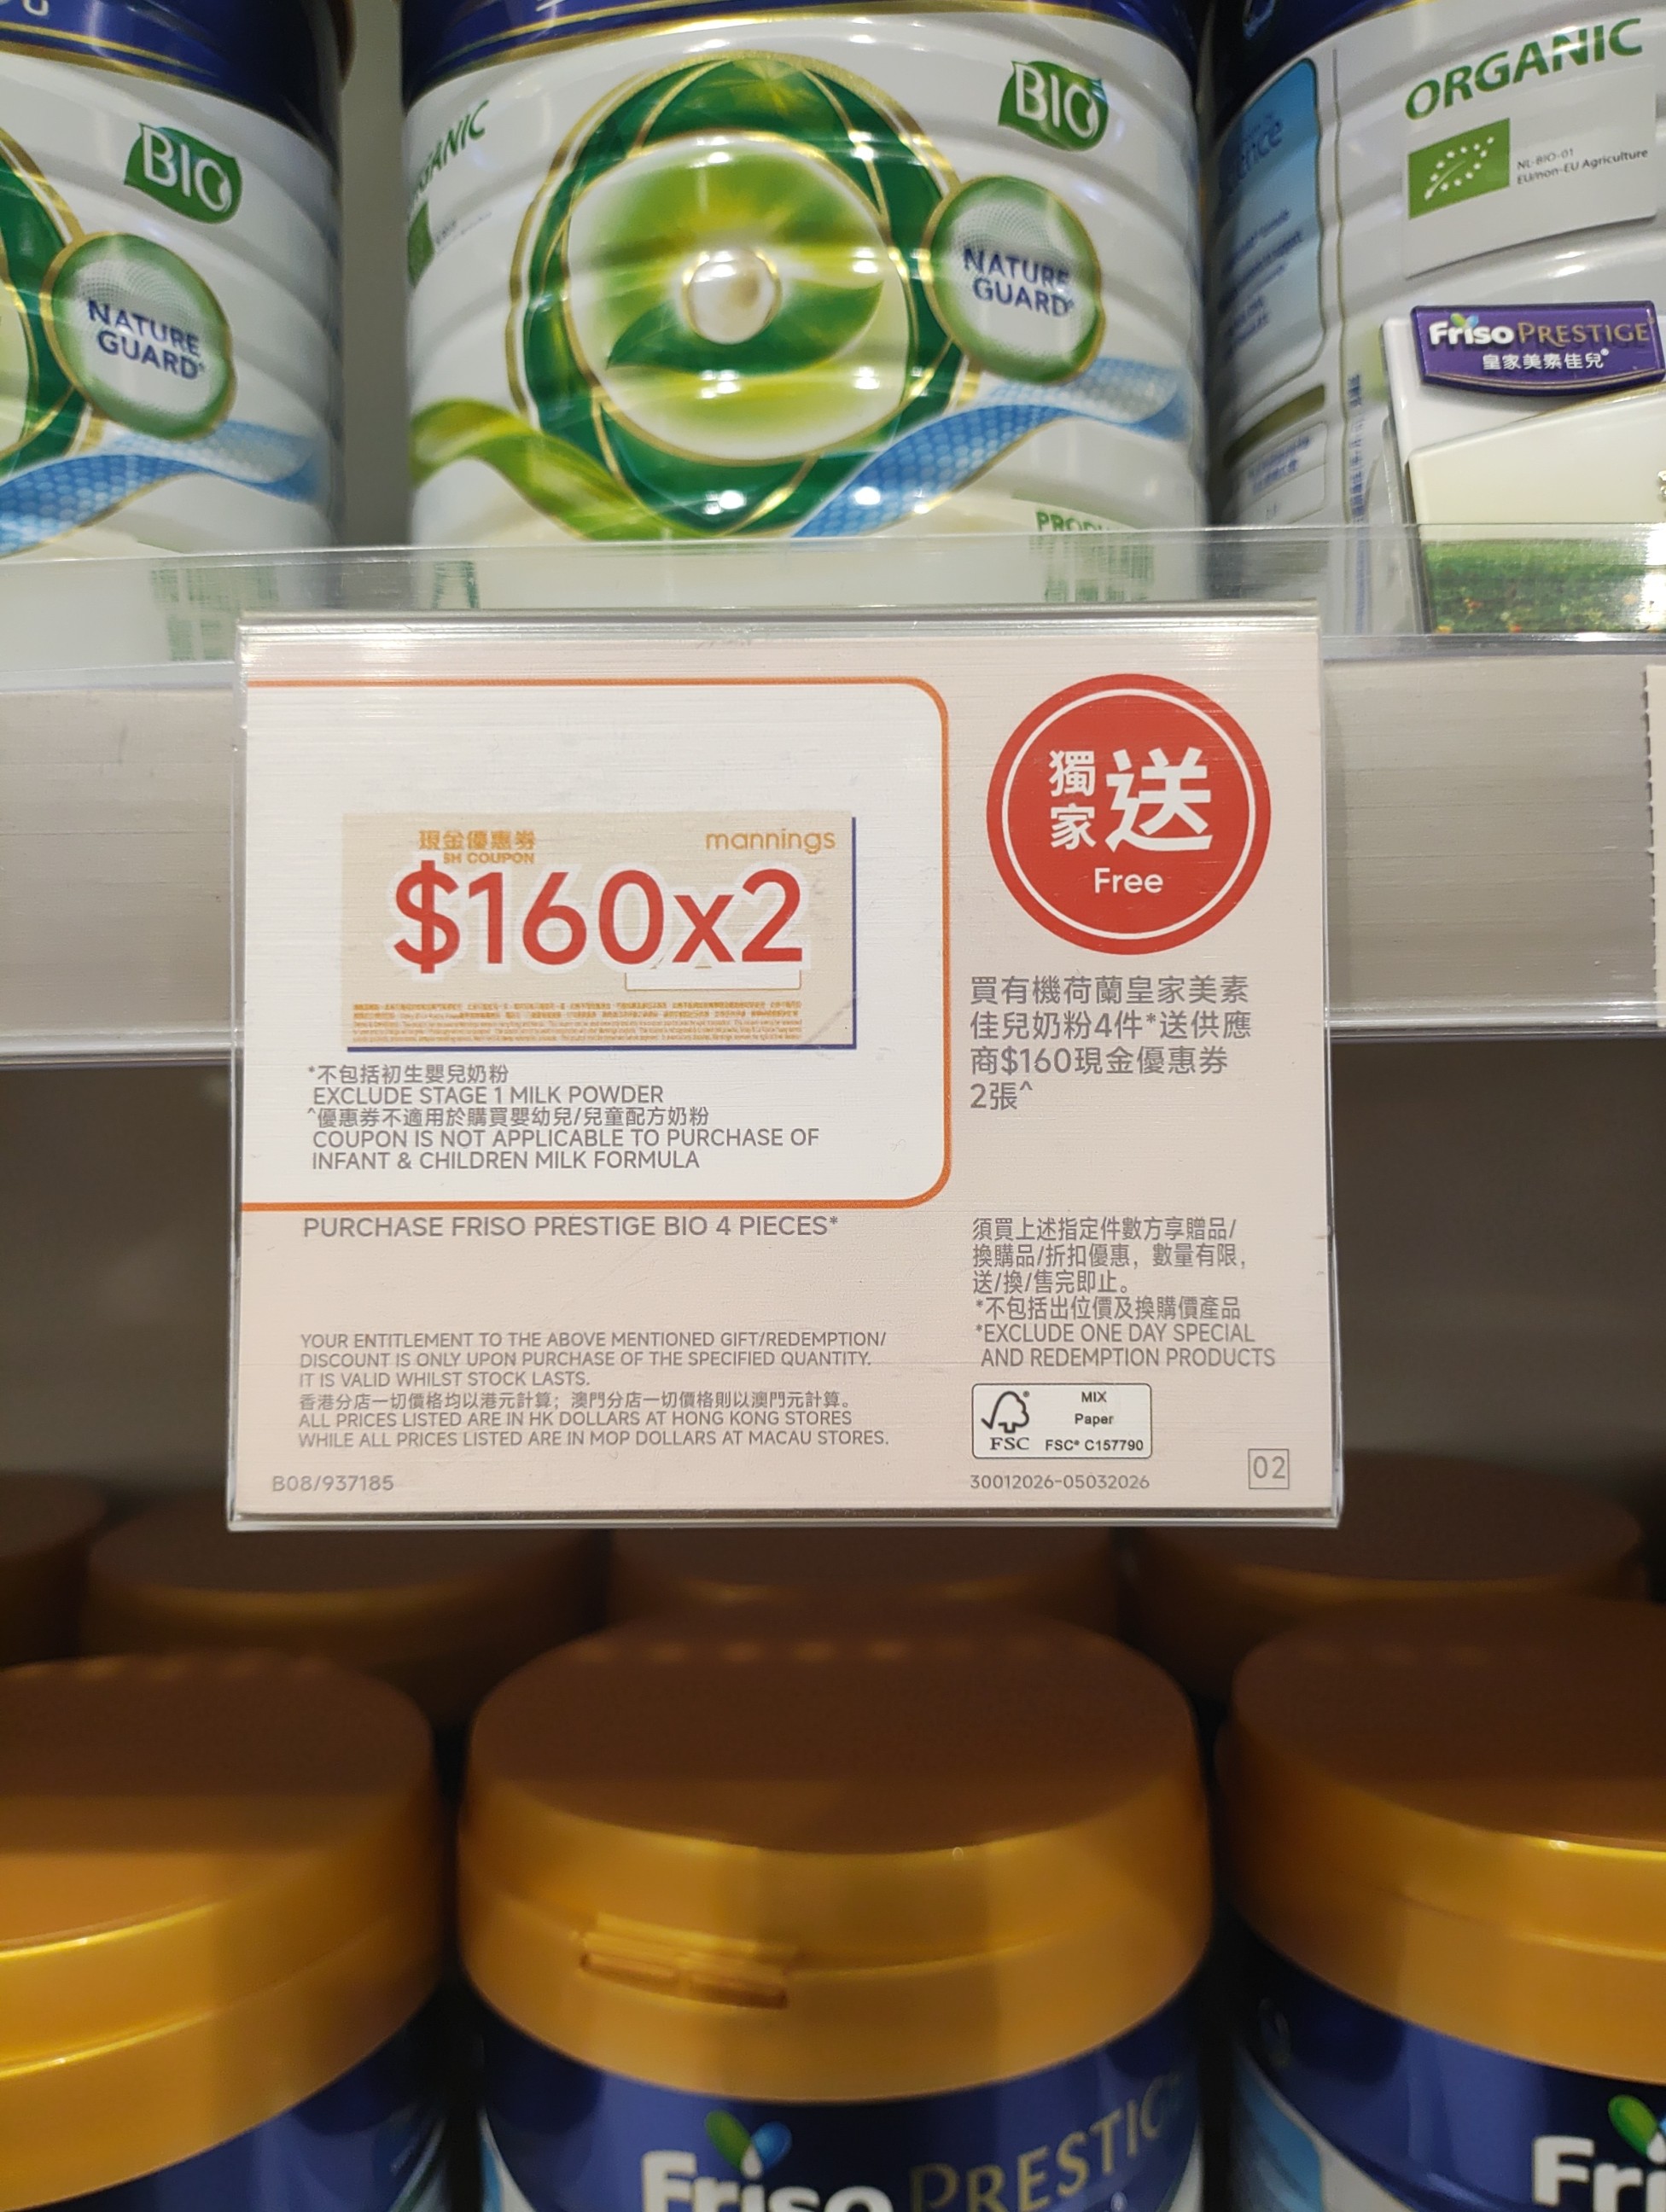 BIO
NATURE
GUARD®
ORGANIC
BIO
NATURE
GUARD®
ORGANIC
NL-BIO-01
EU/non-EU Agriculture
Friso PRESTIGE
皇家美素佳兒®
現金優惠券
SH COUPON
mannings
$160x2
*不包括初生嬰兒奶粉
EXCLUDE STAGE 1 MILK POWDER
^優惠券不適用於購買嬰幼兒/兒童配方奶粉
COUPON IS NOT APPLICABLE TO PURCHASE OF
INFANT & CHILDREN MILK FORMULA
PURCHASE FRISO PRESTIGE BIO 4 PIECES*
YOUR ENTITLEMENT TO THE ABOVE MENTIONED GIFT/REDEMPTION/
DISCOUNT IS ONLY UPON PURCHASE OF THE SPECIFIED QUANTITY.
IT IS VALID WHILST STOCK LASTS.
香港分店一切價格均以港元計算；澳門分店一切價格則以澳門元計算。
ALL PRICES LISTED ARE IN HK DOLLARS AT HONG KONG STORES
WHILE ALL PRICES LISTED ARE IN MOP DOLLARS AT MACAU STORES.
B08/937185
獨家送
Free
買有機荷蘭皇家美素
佳兒奶粉4件*送供應
商$160現金優惠券
2張^
須買上述指定件數方享贈品/
換購品/折扣優惠，數量有限，
送/換/售完即止。
*不包括出位價及換購價產品
*EXCLUDE ONE DAY SPECIAL
AND REDEMPTION PRODUCTS
FSC
MIX
Paper
FSC® C157790
30012026-05032026
02
Friso PRESTIGE
Fri